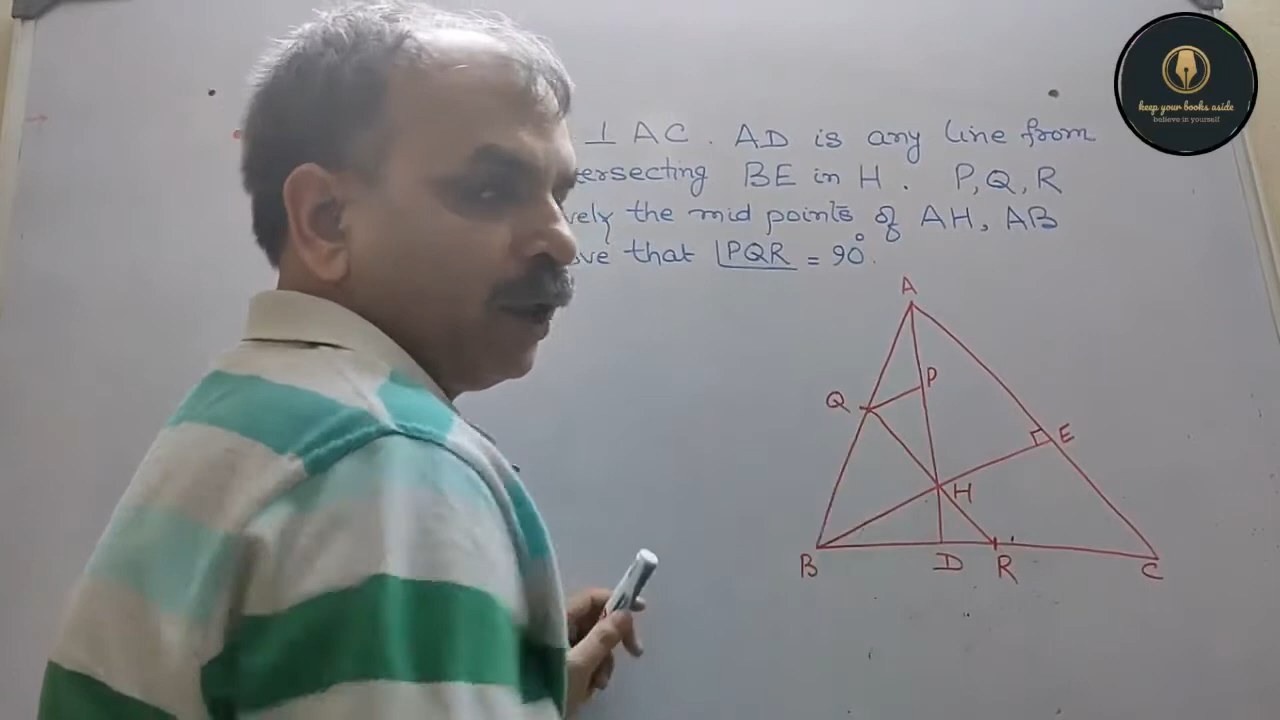 ⊥ AC. AD is any line from
ersecting BE in H. P, Q, R
vely the mid points of AH, AB
ve that ∠PQR = 90°.
A
P
Q
E
H
B
D
R
C
keep your books aside
believe in yourself